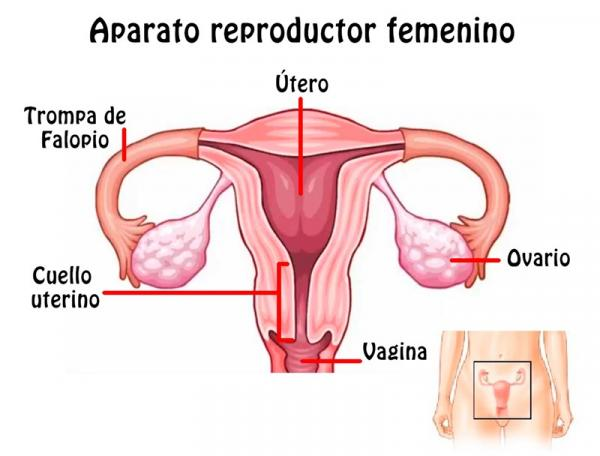 Aparato reproductor femenino
Útero
Trompa de
Falopio
Ovario
Cuello
uterino
Vagina